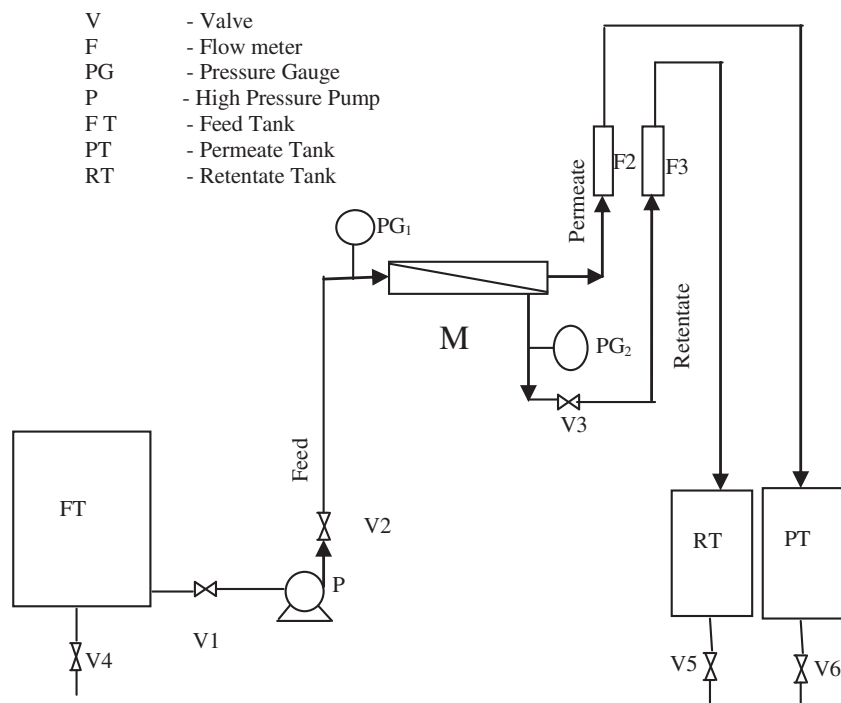 V - Valve
F - Flow meter
PG - Pressure Gauge
P - High Pressure Pump
F T - Feed Tank
PT - Permeate Tank
RT - Retentate Tank
F2
F3
Permeate
PG₁
M
PG₂
Retentate
V3
Feed
FT
V2
RT
PT
P
V1
V4
V5
V6